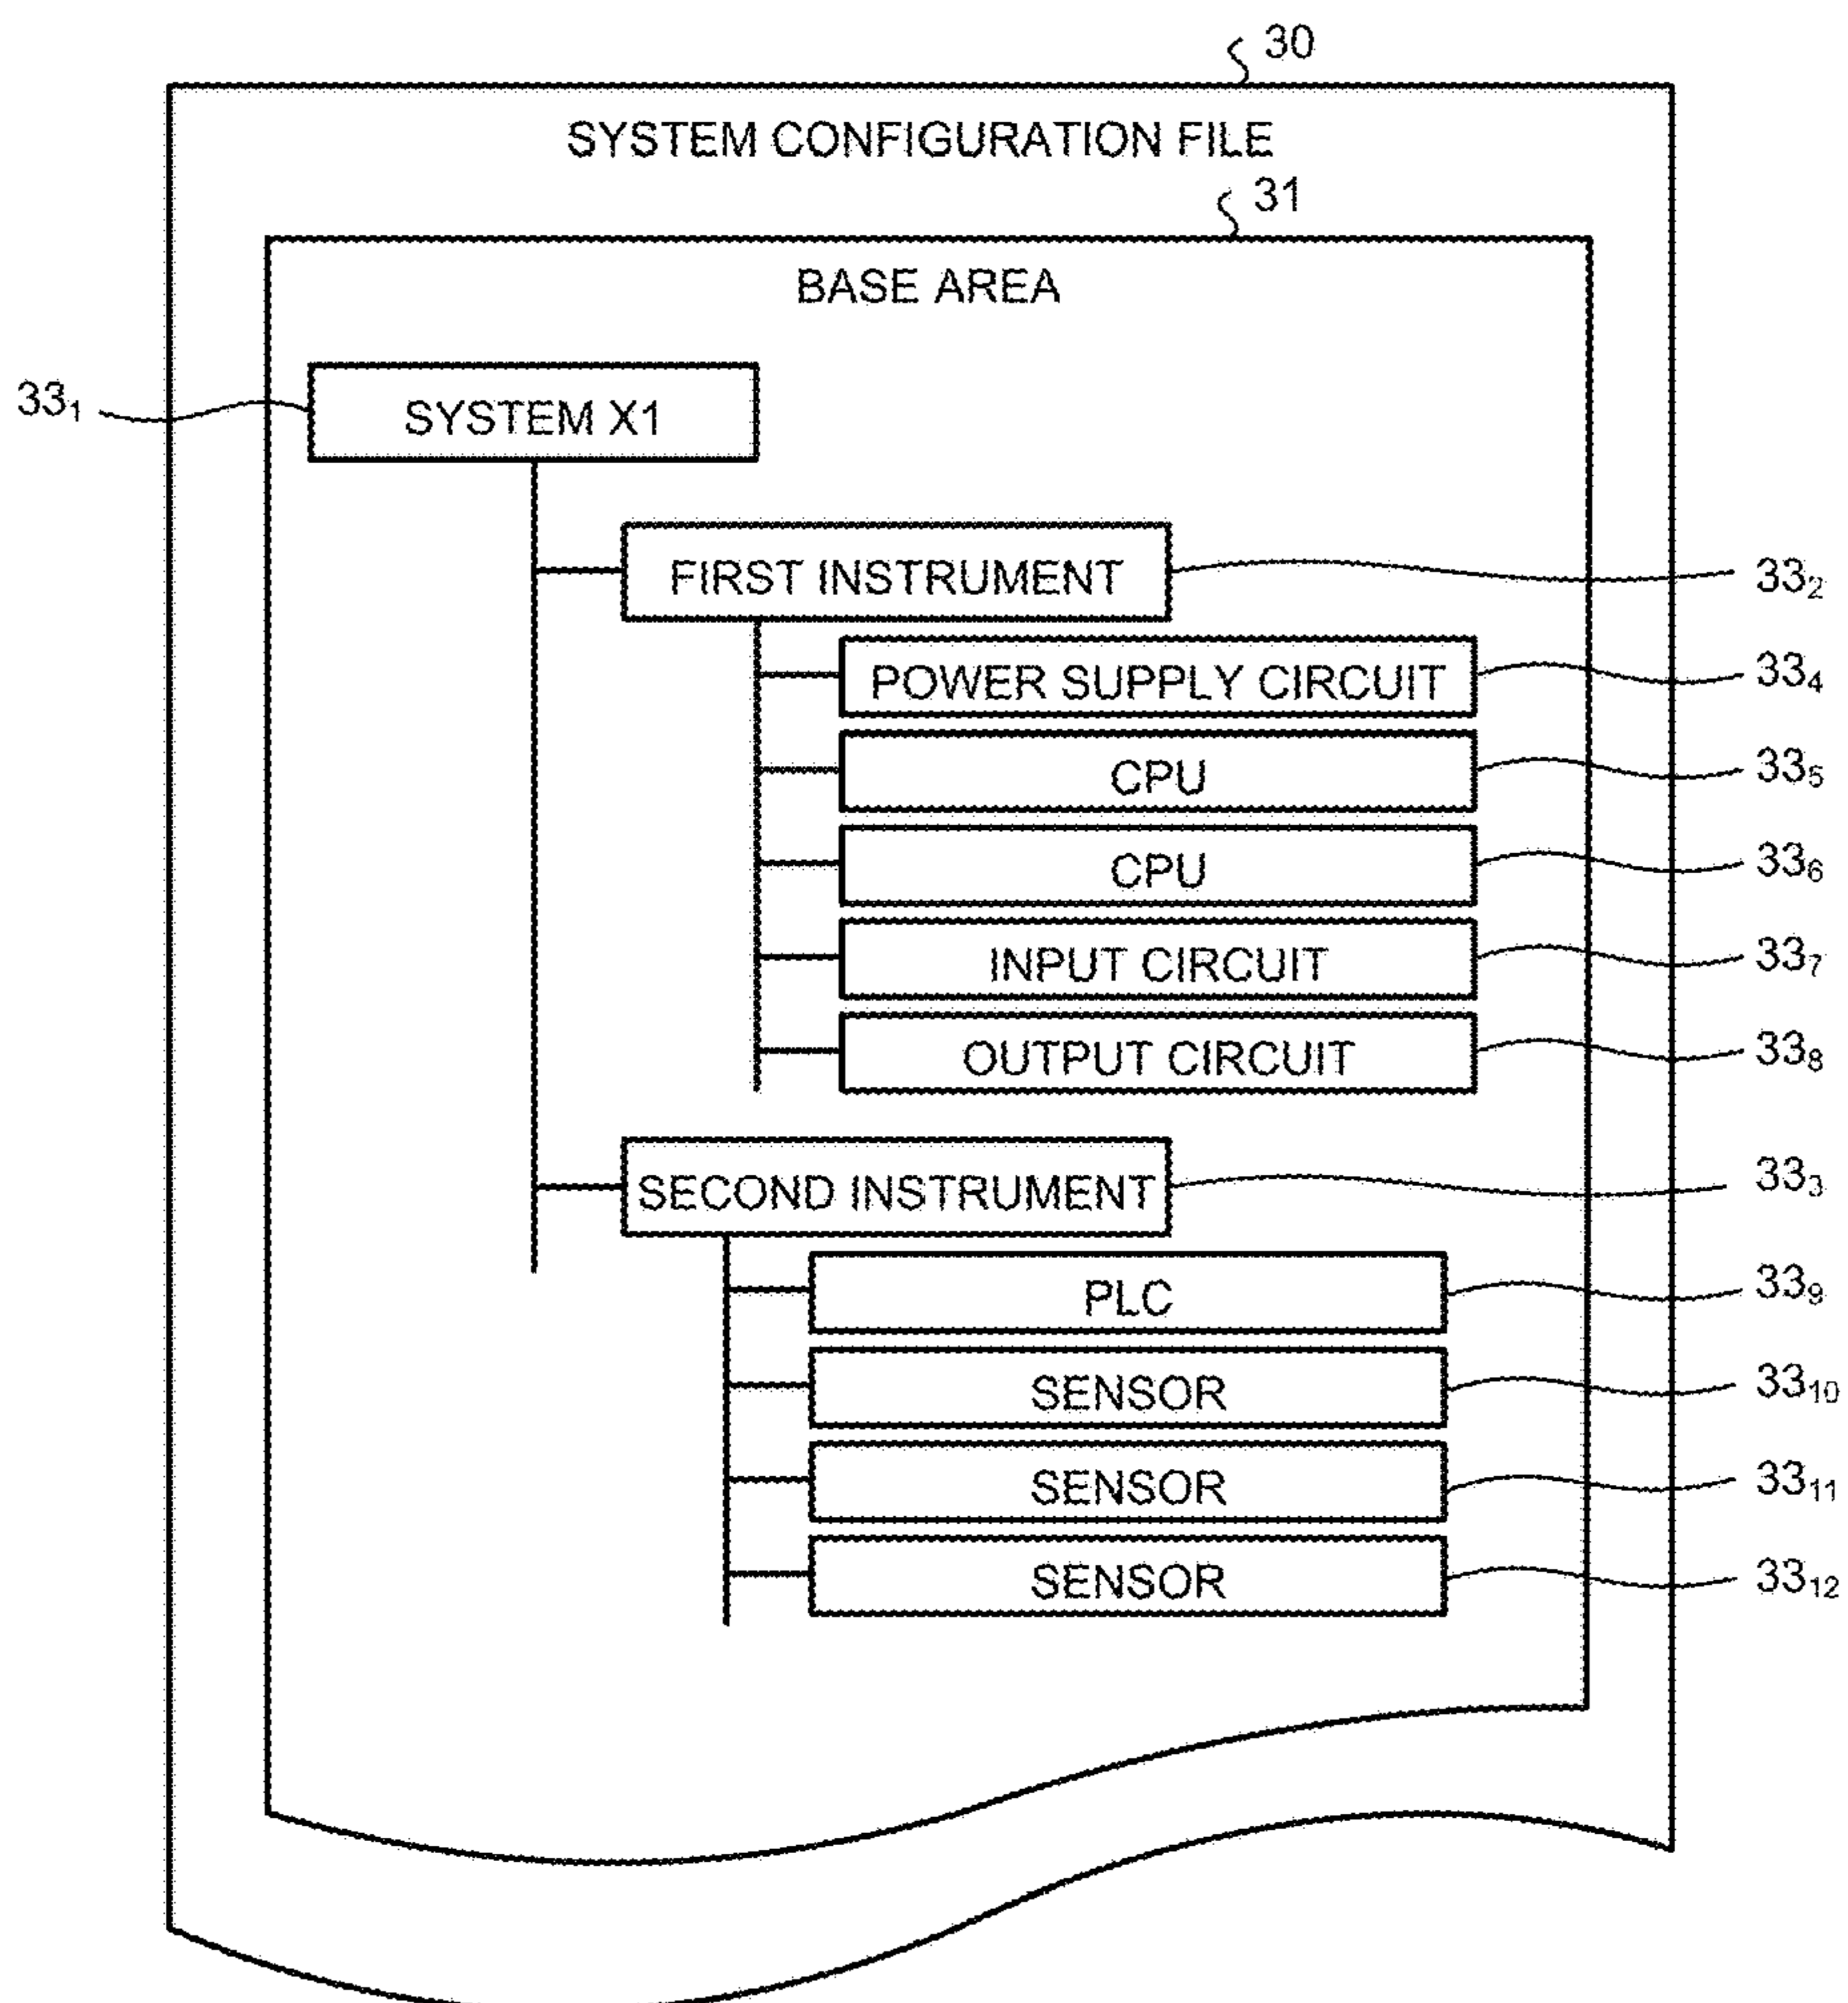 30
SYSTEM CONFIGURATION FILE
31
BASE AREA
33₁
SYSTEM X1
FIRST INSTRUMENT 33₂
POWER SUPPLY CIRCUIT 33₄
CPU 33₅
CPU 33₆
INPUT CIRCUIT 33₇
OUTPUT CIRCUIT 33₈
SECOND INSTRUMENT 33₃
PLC 33₉
SENSOR 33₁₀
SENSOR 33₁₁
SENSOR 33₁₂